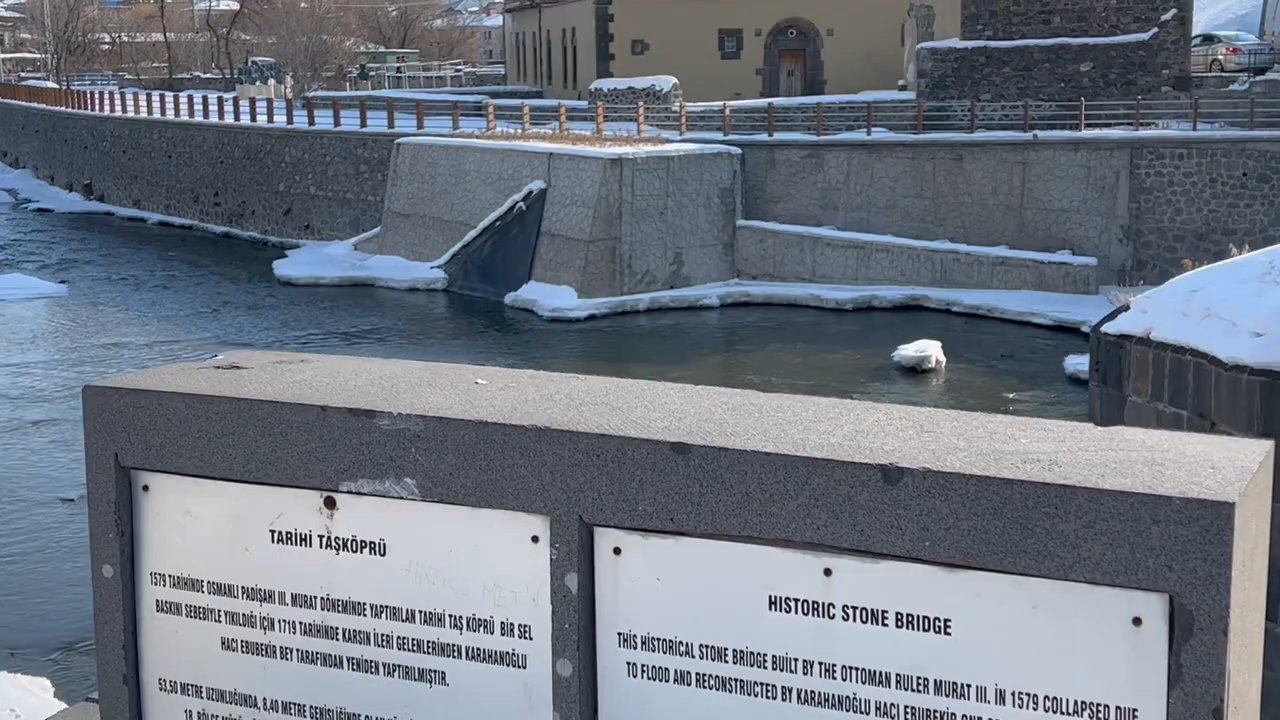 TARİHİ TAŞKÖPRÜ
1579 TARİHİNDE OSMANLI PADİŞAHI III. MURAT DÖNEMİNDE YAPTIRILAN TARİHİ TAŞ KÖPRÜ BİR SEL
BASKINI SEBEBİYLE YIKILDIĞI İÇİN 1719 TARİHİNDE KARSIN İLERİ GELENLERİNDEN KARAHANOĞLU
HACI EBUBEKİR BEY TARAFINDAN YENİDEN YAPTIRILMIŞTIR.
53,50 METRE UZUNLUĞUNDA, 8,40 METRE GENİŞLİĞİNDE
18. BÖLGE
HISTORIC STONE BRIDGE
THIS HISTORICAL STONE BRIDGE BUILT BY THE OTTOMAN RULER MURAT III. İN 1579 COLLAPSED DUE
TO FLOOD AND RECONSTRUCTED BY KARAHANOĞLU HACI EBUBEKİR ONE